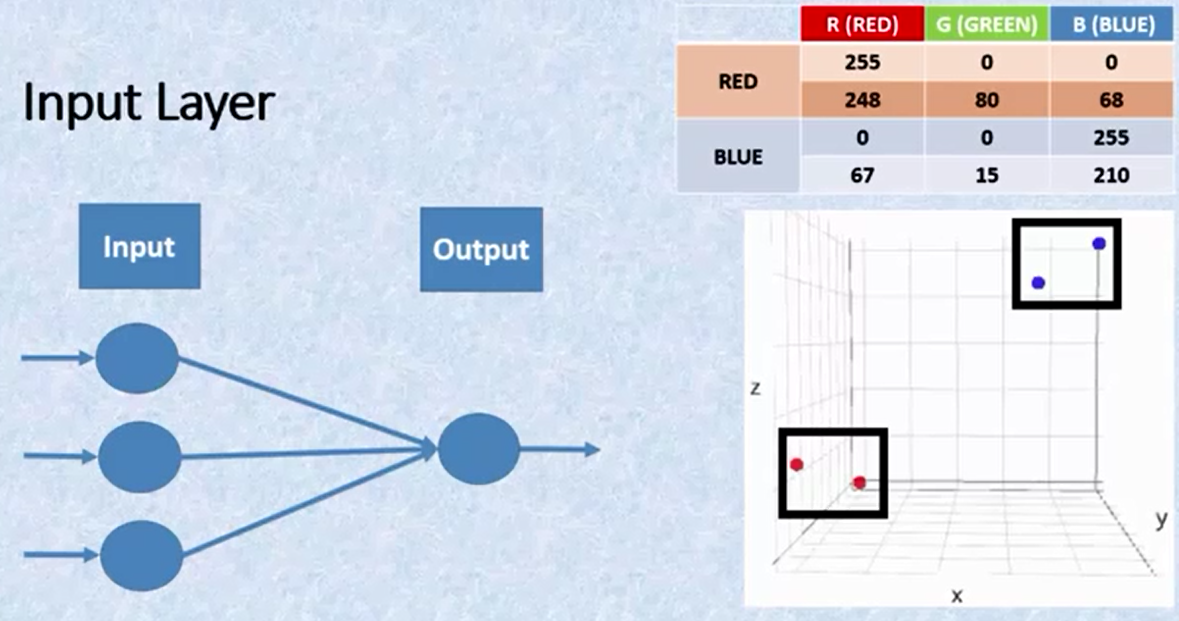 Input Layer
Input
Output
R (RED) G (GREEN) B (BLUE)
RED
255 0 0
248 80 68
BLUE
0 0 255
67 15 210
z
y
x